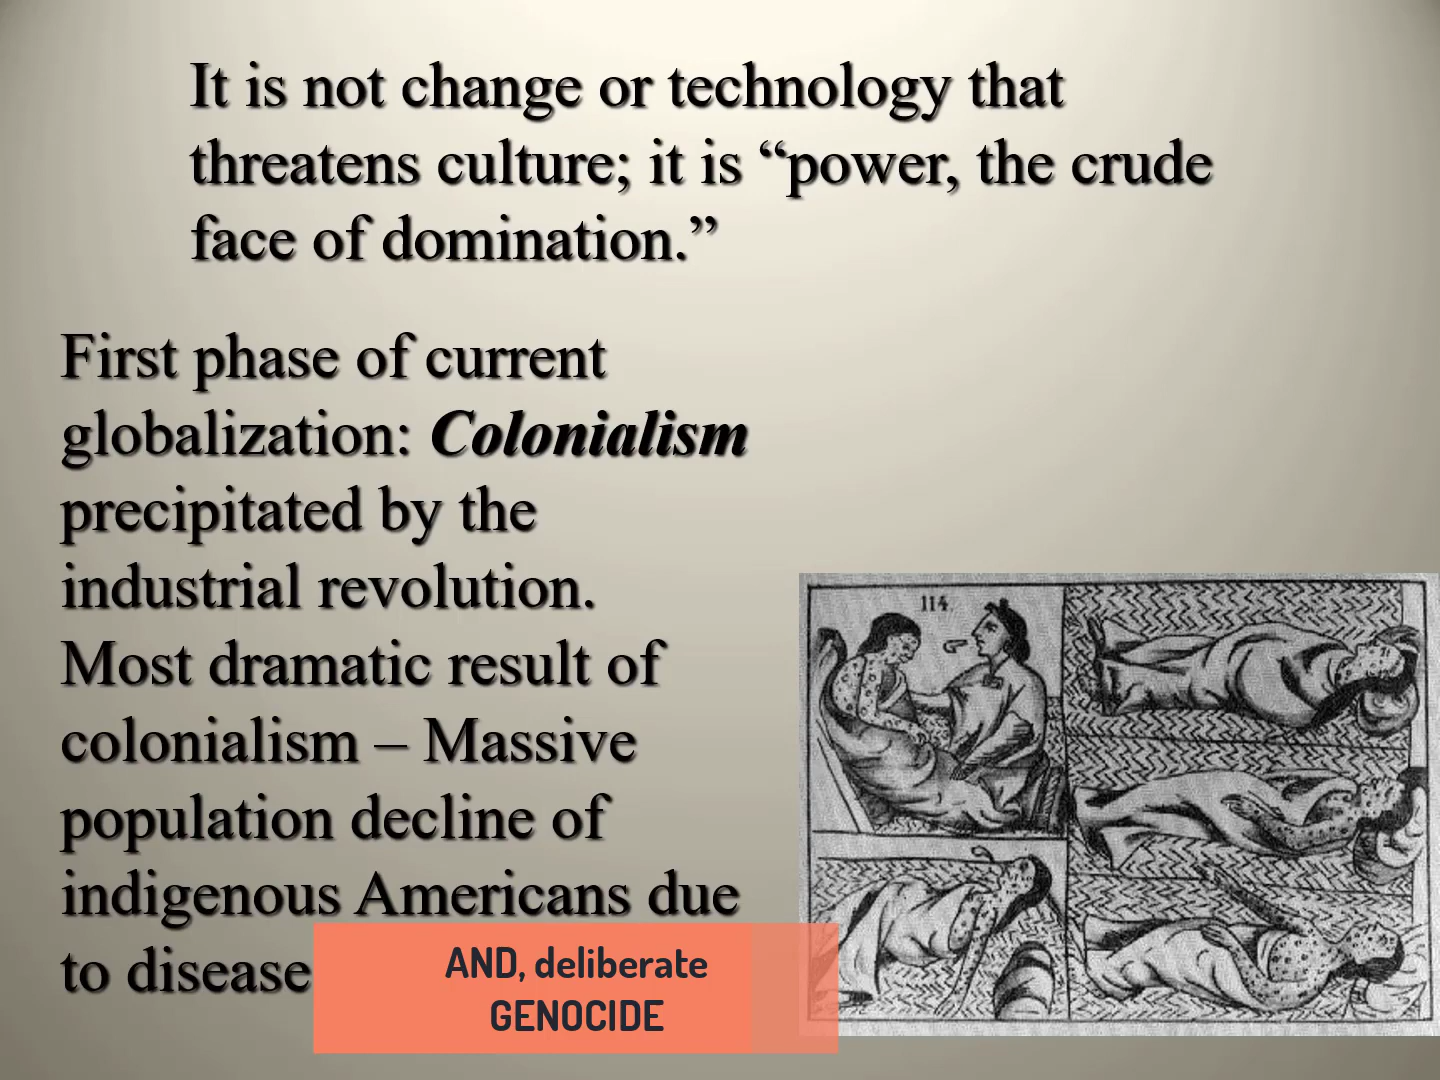 It is not change or technology that
threatens culture; it is “power, the crude
face of domination.”
First phase of current
globalization: Colonialism
precipitated by the
industrial revolution.
Most dramatic result of
colonialism – Massive
population decline of
indigenous Americans due
to disease
AND, deliberate
GENOCIDE
114.